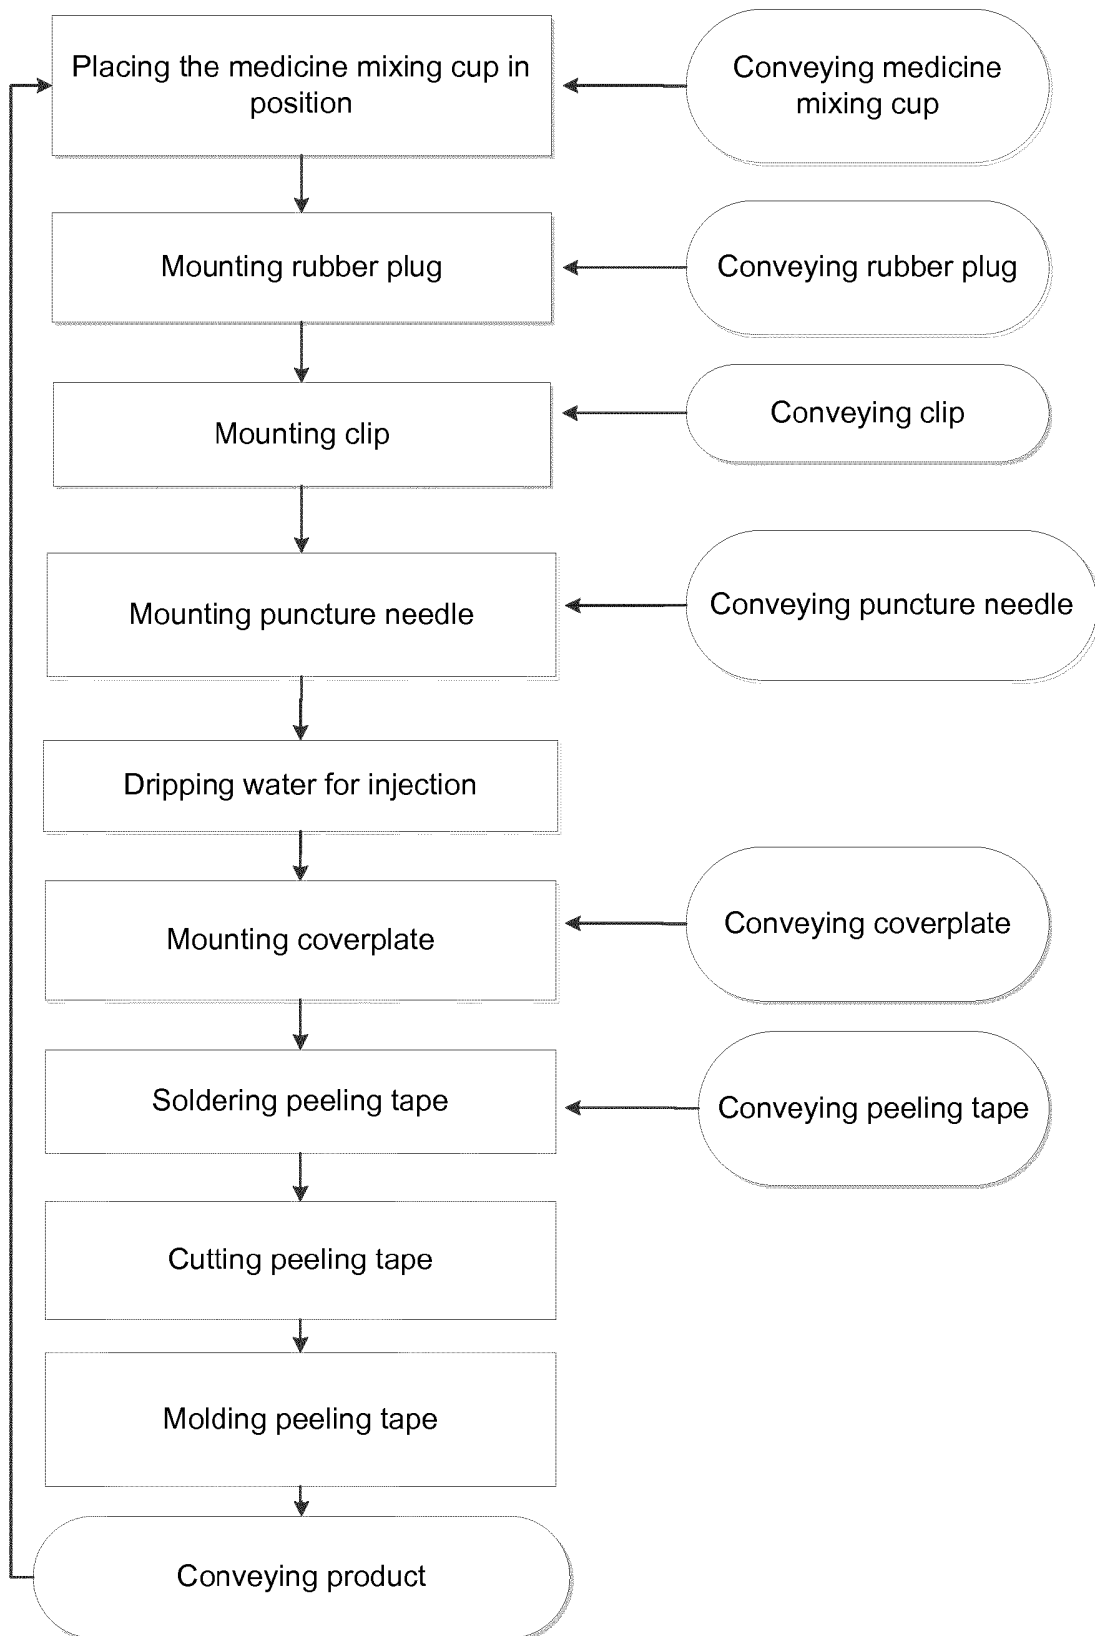 Placing the medicine mixing cup in
position
Conveying medicine
mixing cup
Mounting rubber plug
Conveying rubber plug
Mounting clip
Conveying clip
Mounting puncture needle
Conveying puncture needle
Dripping water for injection
Mounting coverplate
Conveying coverplate
Soldering peeling tape
Conveying peeling tape
Cutting peeling tape
Molding peeling tape
Conveying product